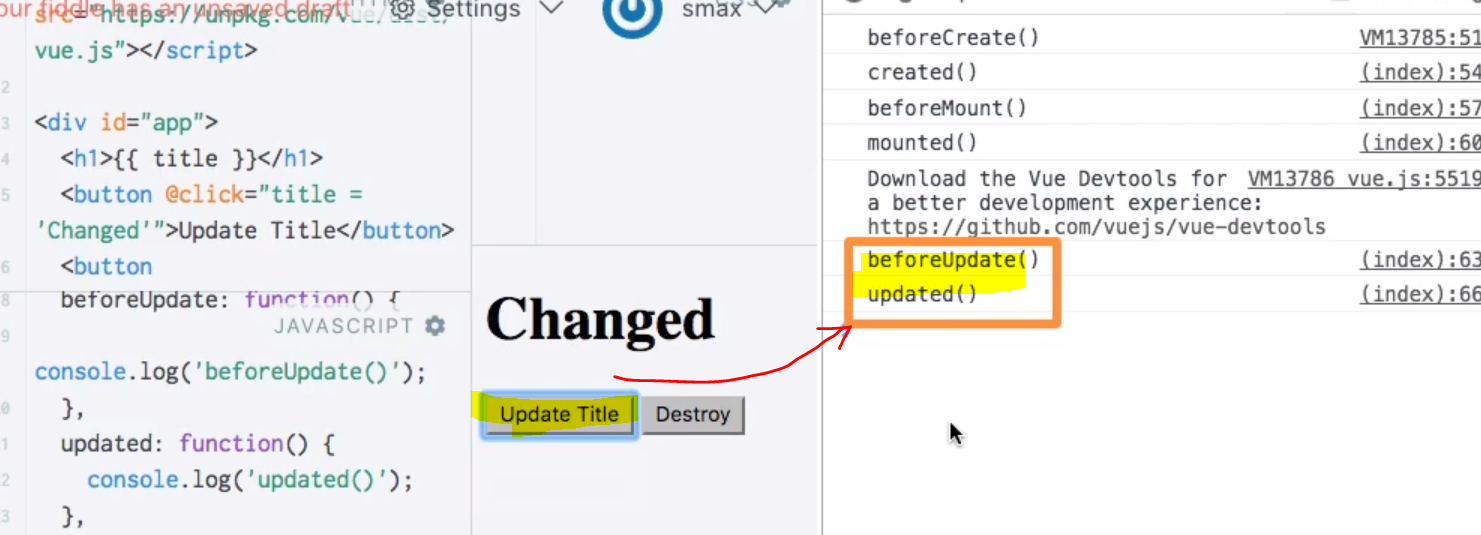 our fiddle has an unsaved draft
Settings
smax
src="https://unpkg.com/vue/dist/
vue.js"></script>
2
3 <div id="app">
4 <h1>{{ title }}</h1>
5 <button @click="title =
'Changed'">Update Title</button>
6 <button
8 beforeUpdate: function() {
JAVASCRIPT
9
console.log('beforeUpdate()');
0 },
1 updated: function() {
2 console.log('updated()');
3 },
Changed
Update Title Destroy
beforeCreate() VM13785:51
created() (index):54
beforeMount() (index):57
mounted() (index):60
Download the Vue Devtools for VM13786 vue.js:5519
a better development experience:
https://github.com/vuejs/vue-devtools
beforeUpdate() (index):63
updated() (index):66